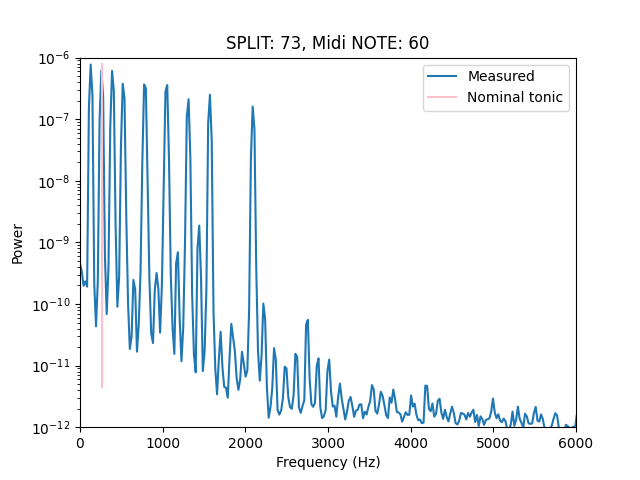 SPLIT: 73, Midi NOTE: 60
Measured
Nominal tonic
Power
10^-6
10^-7
10^-8
10^-9
10^-10
10^-11
10^-12
0 1000 2000 3000 4000 5000 6000
Frequency (Hz)